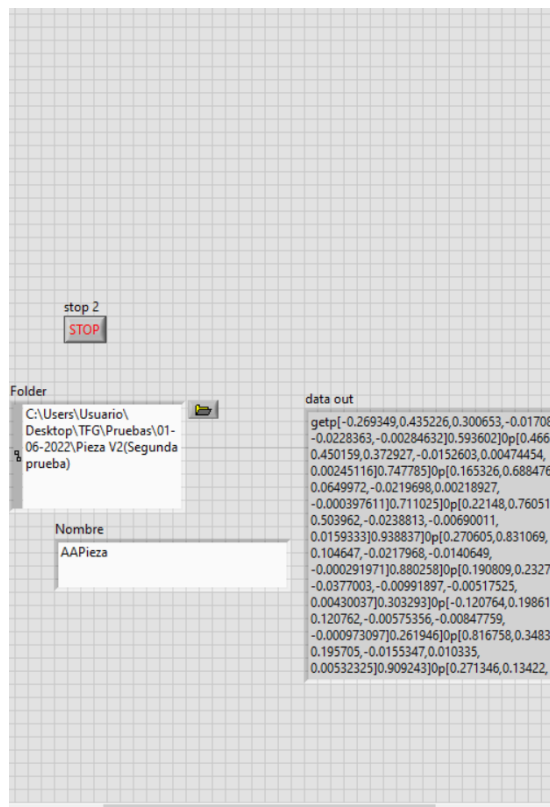 stop 2
STOP
Folder
C:\Users\Usuario\
Desktop\TFG\Pruebas\01-
06-2022\Pieza V2(Segunda
prueba)
Nombre
AAPieza
data out
getp[-0.269349,0.435226,0.300653,-0.01708
-0.0228363,-0.00284632]0.593602]0p[0.466
0.450159,0.372927,-0.0152603,0.00474454,
0.00245116]0.747785]0p[0.165326,0.688476
0.0649972,-0.0219698,0.00218927,
-0.000397611]0.711025]0p[0.22148,0.76051
0.503962,-0.0238813,-0.00690011,
0.0159333]0.938837]0p[0.270605,0.831069,
0.104647,-0.0217968,-0.0140649,
-0.000291971]0.880258]0p[0.190809,0.2327
-0.0377003,-0.00991897,-0.00517525,
0.00430037]0.303293]0p[-0.120764,0.19861
0.120762,-0.00575356,-0.00847759,
-0.000973097]0.261946]0p[0.816758,0.3483
0.195705,-0.0155347,0.010335,
0.00532325]0.909243]0p[0.271346,0.13422,